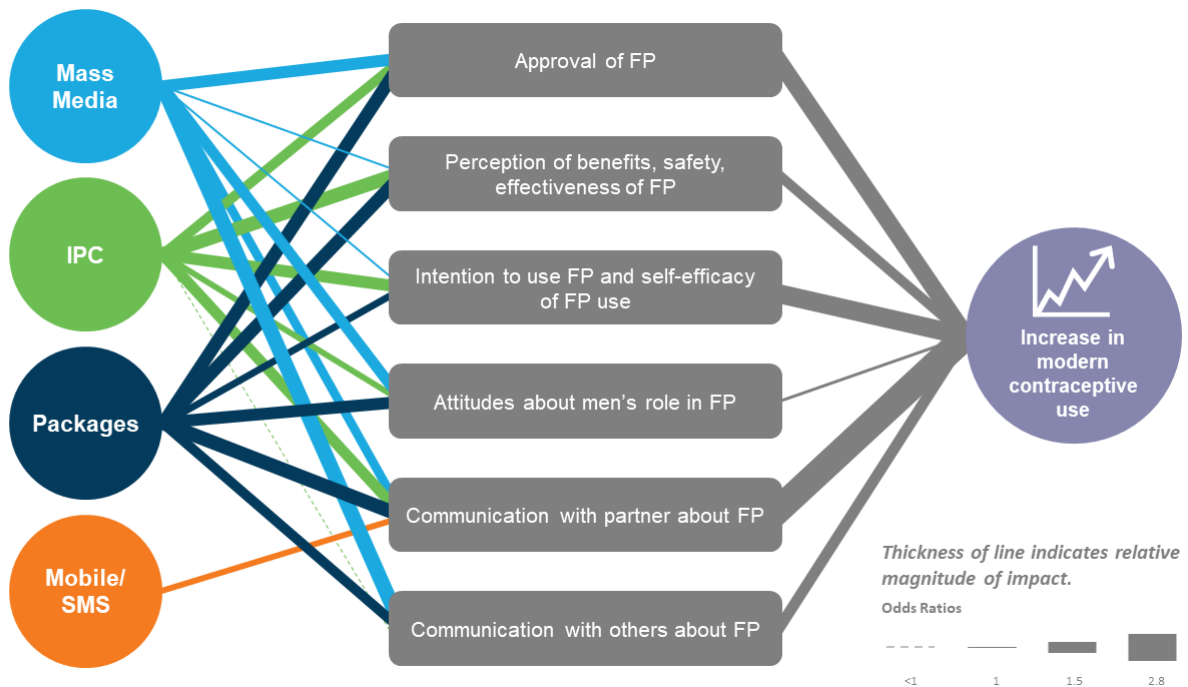 Mass
Media
IPC
Packages
Mobile/
SMS
Approval of FP
Perception of benefits, safety,
effectiveness of FP
Intention to use FP and self-efficacy
of FP use
Attitudes about men's role in FP
Communication with partner about FP
Communication with others about FP
Increase in
modern
contraceptive
use
Thickness of line indicates relative
magnitude of impact.
Odds Ratios
<1 1 1.5 2.8